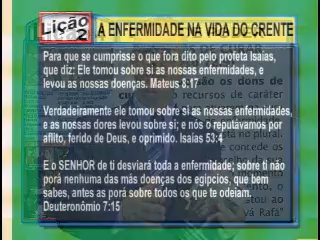 Lição 2
A ENFERMIDADE NA VIDA DO CRENTE
Para que se cumprisse o que fora dito pelo profeta Isaías,
que diz: Ele tomou sobre si as nossas enfermidades, e
levou as nossas doenças. Mateus 8:17
Verdadeiramente ele tomou sobre si as nossas enfermidades,
e as nossas dores levou sobre si; e nós o reputávamos por
aflito, ferido de Deus, e oprimido. Isaías 53:4
E o SENHOR de ti desviará toda a enfermidade; sobre ti não
porá nenhuma das más doenças dos egípcios, que bem
sabes, antes as porá sobre todos os que te odeiam.
Deuteronômio 7:15